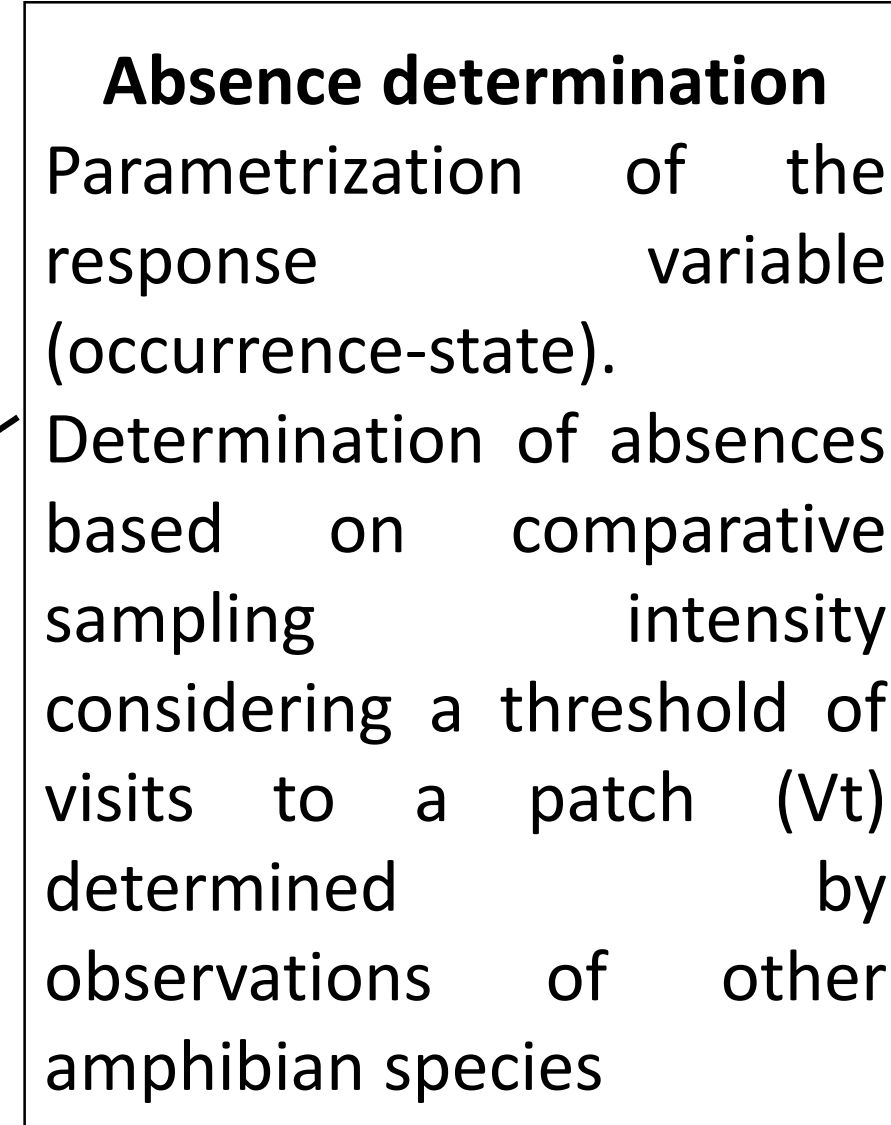 Absence determination
Parametrization of the
response variable
(occurrence-state).
Determination of absences
based on comparative
sampling intensity
considering a threshold of
visits to a patch (Vt)
determined by
observations of other
amphibian species